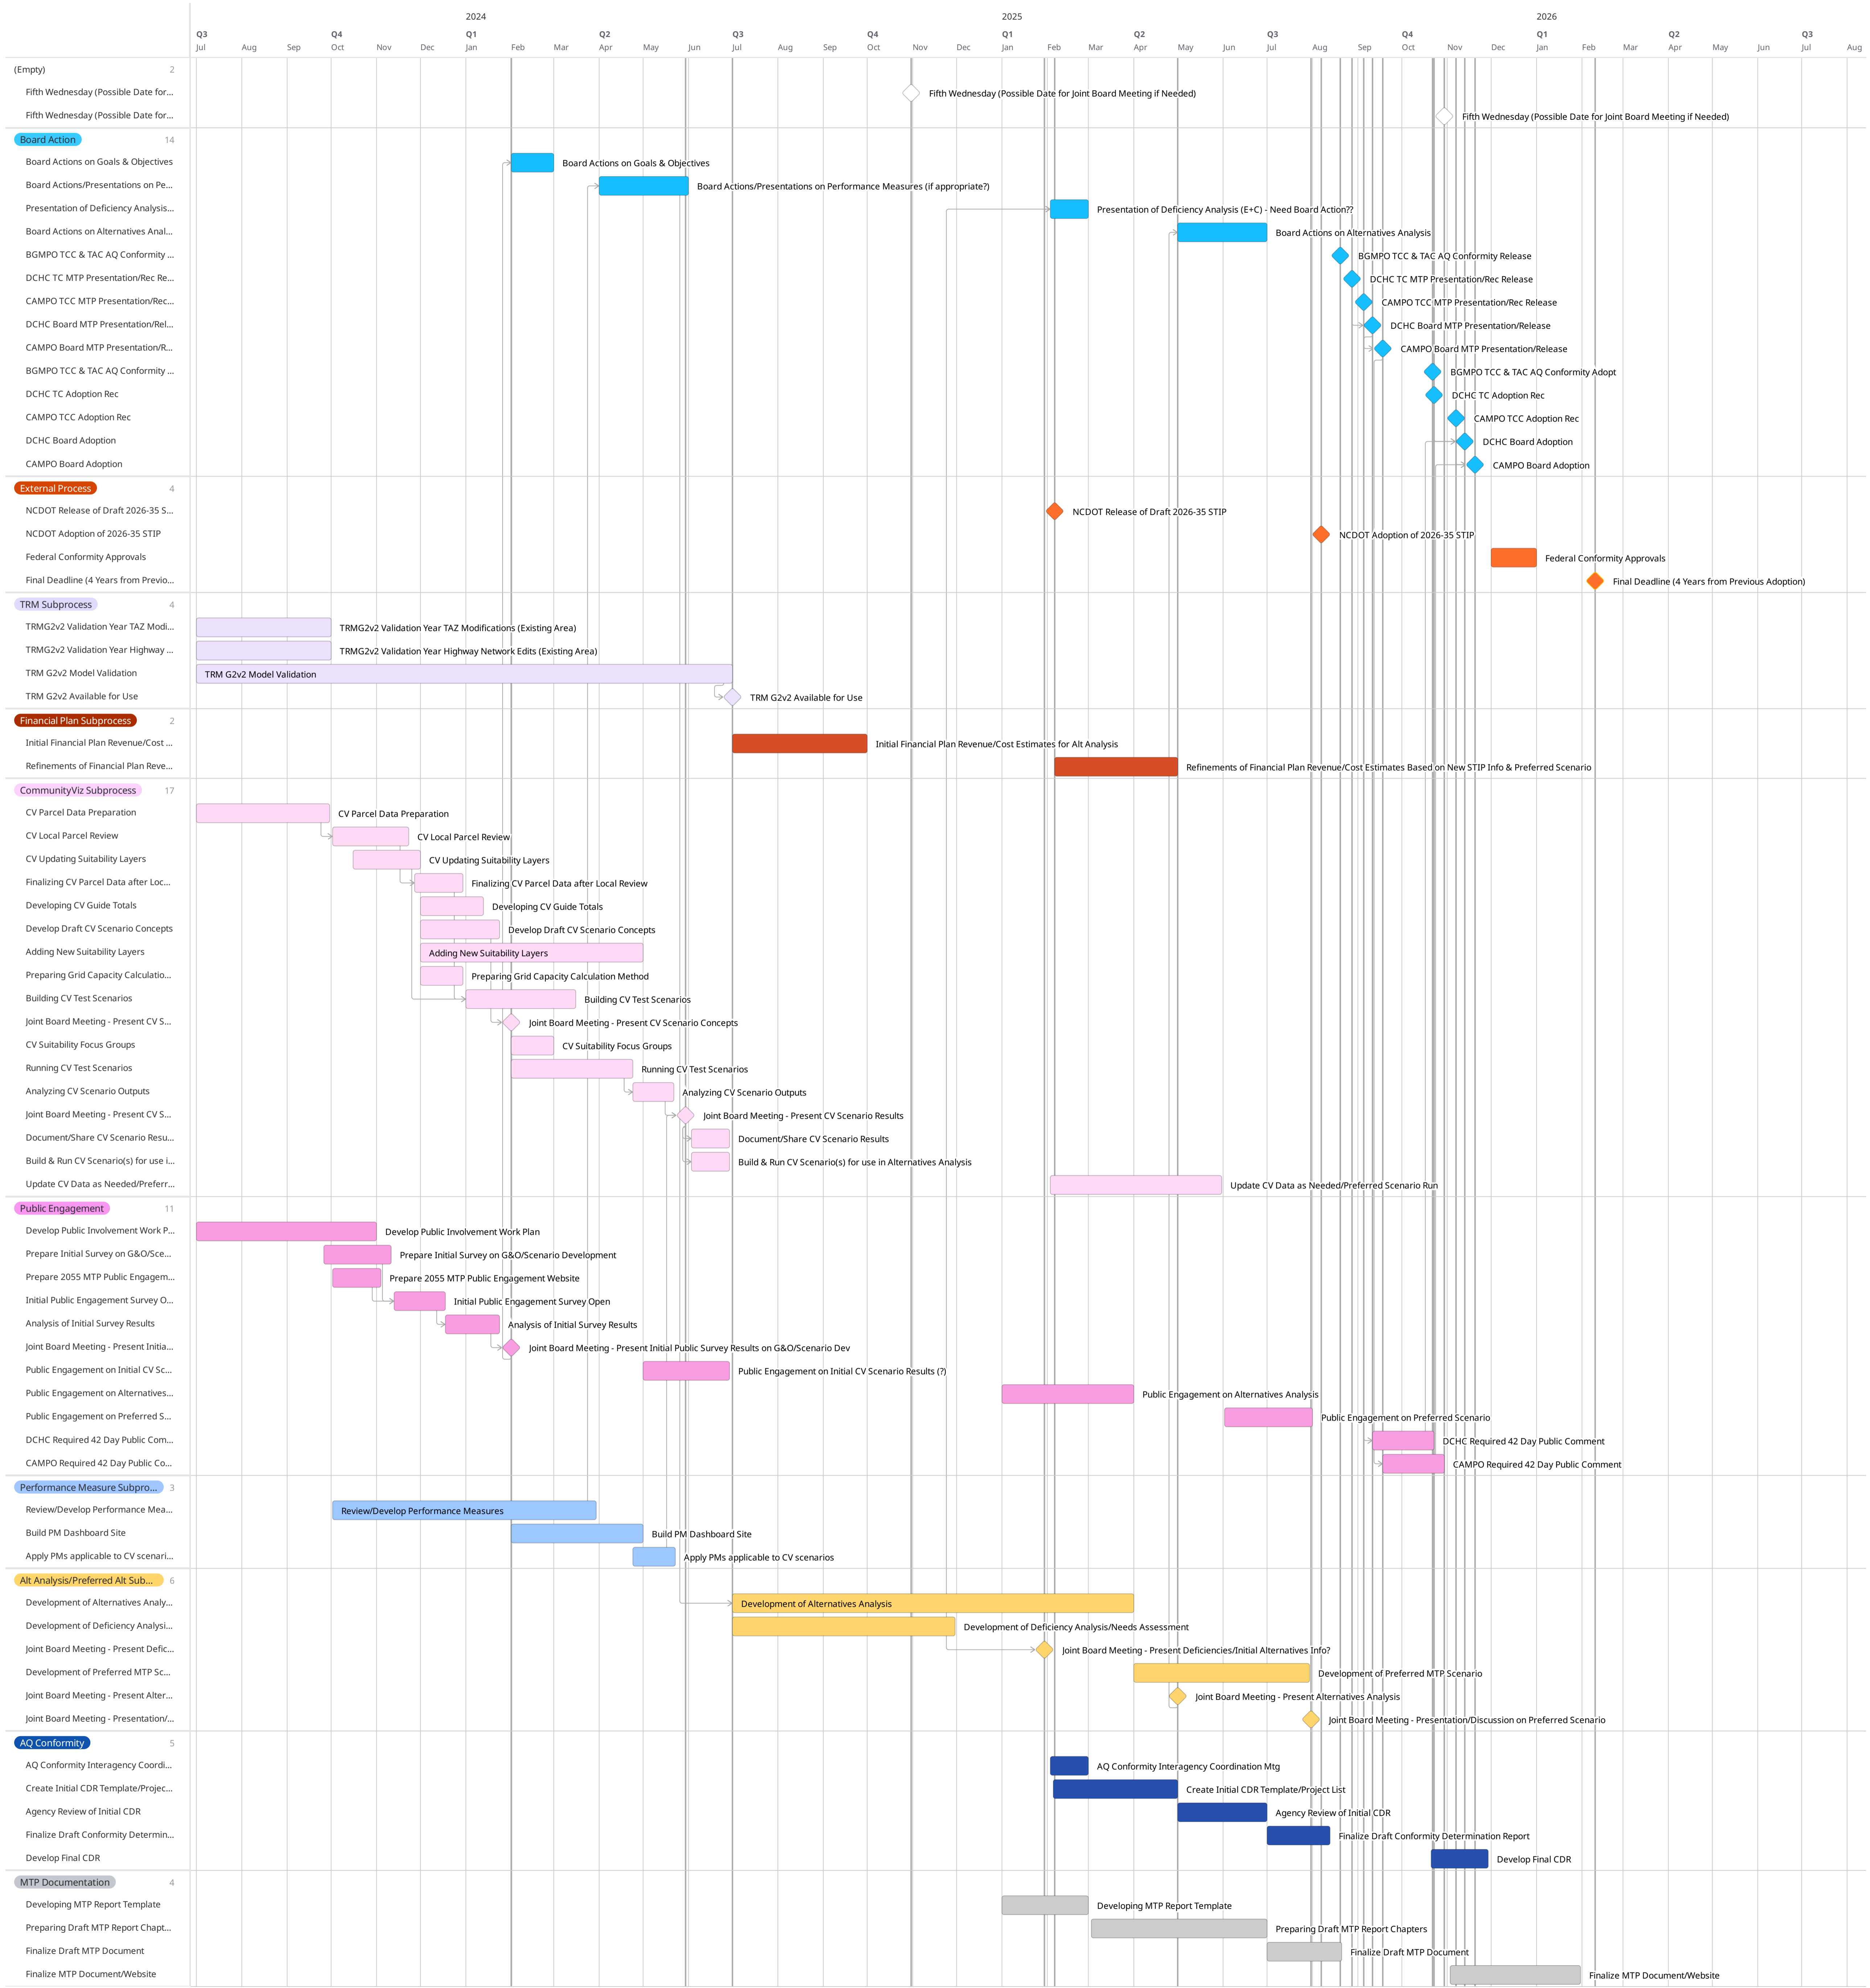 2024 2025 2026
Q3 Q4 Q1 Q2 Q3 Q4 Q1 Q2 Q3 Q4 Q1 Q2 Q3
Jul Aug Sep Oct Nov Dec Jan Feb Mar Apr May Jun Jul Aug Sep Oct Nov Dec Jan Feb Mar Apr May Jun Jul Aug Sep Oct Nov Dec Jan Feb Mar Apr May Jun Jul Aug
(Empty) 2
Fifth Wednesday (Possible Date for... Fifth Wednesday (Possible Date for Joint Board Meeting if Needed)
Fifth Wednesday (Possible Date for... Fifth Wednesday (Possible Date for Joint Board Meeting if Needed)
Board Action 14
Board Actions on Goals & Objectives Board Actions on Goals & Objectives
Board Actions/Presentations on Pe... Board Actions/Presentations on Performance Measures (if appropriate?)
Presentation of Deficiency Analysis... Presentation of Deficiency Analysis (E+C) - Need Board Action??
Board Actions on Alternatives Anal... Board Actions on Alternatives Analysis
BGMPO TCC & TAC AQ Conformity ... BGMPO TCC & TAC AQ Conformity Release
DCHC TC MTP Presentation/Rec Re... DCHC TC MTP Presentation/Rec Release
CAMPO TCC MTP Presentation/Rec... CAMPO TCC MTP Presentation/Rec Release
DCHC Board MTP Presentation/Rel... DCHC Board MTP Presentation/Release
CAMPO Board MTP Presentation/R... CAMPO Board MTP Presentation/Release
BGMPO TCC & TAC AQ Conformity ... BGMPO TCC & TAC AQ Conformity Adopt
DCHC TC Adoption Rec DCHC TC Adoption Rec
CAMPO TCC Adoption Rec CAMPO TCC Adoption Rec
DCHC Board Adoption DCHC Board Adoption
CAMPO Board Adoption CAMPO Board Adoption
External Process 4
NCDOT Release of Draft 2026-35 S... NCDOT Release of Draft 2026-35 STIP
NCDOT Adoption of 2026-35 STIP NCDOT Adoption of 2026-35 STIP
Federal Conformity Approvals Federal Conformity Approvals
Final Deadline (4 Years from Previo... Final Deadline (4 Years from Previous Adoption)
TRM Subprocess 4
TRMG2v2 Validation Year TAZ Modi... TRMG2v2 Validation Year TAZ Modifications (Existing Area)
TRMG2v2 Validation Year Highway ... TRMG2v2 Validation Year Highway Network Edits (Existing Area)
TRM G2v2 Model Validation TRM G2v2 Model Validation
TRM G2v2 Available for Use TRM G2v2 Available for Use
Financial Plan Subprocess 2
Initial Financial Plan Revenue/Cost ... Initial Financial Plan Revenue/Cost Estimates for Alt Analysis
Refinements of Financial Plan Reve... Refinements of Financial Plan Revenue/Cost Estimates Based on New STIP Info & Preferred Scenario
CommunityViz Subprocess 17
CV Parcel Data Preparation CV Parcel Data Preparation
CV Local Parcel Review CV Local Parcel Review
CV Updating Suitability Layers CV Updating Suitability Layers
Finalizing CV Parcel Data after Loc... Finalizing CV Parcel Data after Local Review
Developing CV Guide Totals Developing CV Guide Totals
Develop Draft CV Scenario Concepts Develop Draft CV Scenario Concepts
Adding New Suitability Layers Adding New Suitability Layers
Preparing Grid Capacity Calculatio... Preparing Grid Capacity Calculation Method
Building CV Test Scenarios Building CV Test Scenarios
Joint Board Meeting - Present CV S... Joint Board Meeting - Present CV Scenario Concepts
CV Suitability Focus Groups CV Suitability Focus Groups
Running CV Test Scenarios Running CV Test Scenarios
Analyzing CV Scenario Outputs Analyzing CV Scenario Outputs
Joint Board Meeting - Present CV S... Joint Board Meeting - Present CV Scenario Results
Document/Share CV Scenario Resu... Document/Share CV Scenario Results
Build & Run CV Scenario(s) for use i... Build & Run CV Scenario(s) for use in Alternatives Analysis
Update CV Data as Needed/Preferr... Update CV Data as Needed/Preferred Scenario Run
Public Engagement 11
Develop Public Involvement Work P... Develop Public Involvement Work Plan
Prepare Initial Survey on G&O/Sce... Prepare Initial Survey on G&O/Scenario Development
Prepare 2055 MTP Public Engagem... Prepare 2055 MTP Public Engagement Website
Initial Public Engagement Survey O... Initial Public Engagement Survey Open
Analysis of Initial Survey Results Analysis of Initial Survey Results
Joint Board Meeting - Present Initia... Joint Board Meeting - Present Initial Public Survey Results on G&O/Scenario Dev
Public Engagement on Initial CV Sc... Public Engagement on Initial CV Scenario Results (?)
Public Engagement on Alternatives... Public Engagement on Alternatives Analysis
Public Engagement on Preferred S... Public Engagement on Preferred Scenario
DCHC Required 42 Day Public Com... DCHC Required 42 Day Public Comment
CAMPO Required 42 Day Public Co... CAMPO Required 42 Day Public Comment
Performance Measure Subpro... 3
Review/Develop Performance Mea... Review/Develop Performance Measures
Build PM Dashboard Site Build PM Dashboard Site
Apply PMs applicable to CV scenari... Apply PMs applicable to CV scenarios
Alt Analysis/Preferred Alt Sub... 6
Development of Alternatives Analy... Development of Alternatives Analysis
Development of Deficiency Analysi... Development of Deficiency Analysis/Needs Assessment
Joint Board Meeting - Present Defic... Joint Board Meeting - Present Deficiencies/Initial Alternatives Info?
Development of Preferred MTP Sc... Development of Preferred MTP Scenario
Joint Board Meeting - Present Alter... Joint Board Meeting - Present Alternatives Analysis
Joint Board Meeting - Presentation/... Joint Board Meeting - Presentation/Discussion on Preferred Scenario
AQ Conformity 5
AQ Conformity Interagency Coordi... AQ Conformity Interagency Coordination Mtg
Create Initial CDR Template/Projec... Create Initial CDR Template/Project List
Agency Review of Initial CDR Agency Review of Initial CDR
Finalize Draft Conformity Determin... Finalize Draft Conformity Determination Report
Develop Final CDR Develop Final CDR
MTP Documentation 4
Developing MTP Report Template Developing MTP Report Template
Preparing Draft MTP Report Chapt... Preparing Draft MTP Report Chapters
Finalize Draft MTP Document Finalize Draft MTP Document
Finalize MTP Document/Website Finalize MTP Document/Website